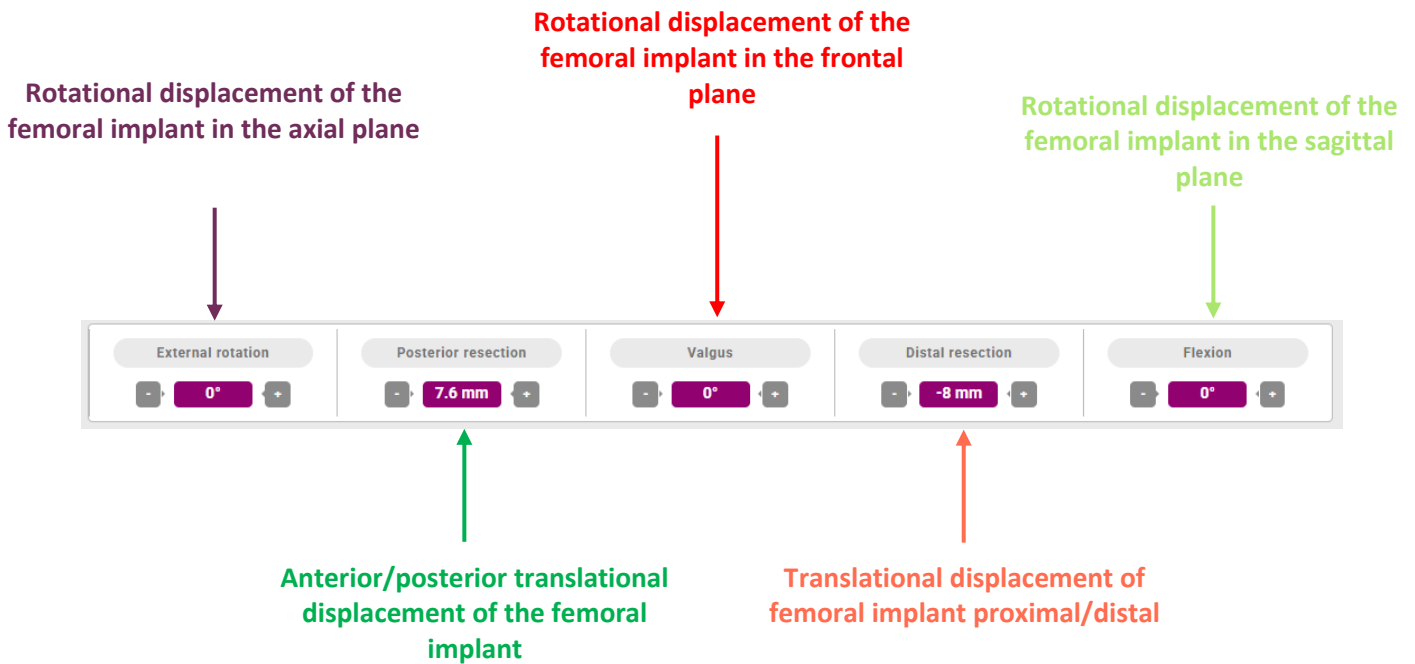 Rotational displacement of the
femoral implant in the frontal
plane
Rotational displacement of the
femoral implant in the axial plane
Rotational displacement of the
femoral implant in the sagittal
plane
External rotation
Posterior resection
Valgus
Distal resection
Flexion
- 0° +
- 7.6 mm +
- 0° +
- -8 mm +
- 0° +
Anterior/posterior translational
displacement of the femoral
implant
Translational displacement of
femoral implant proximal/distal